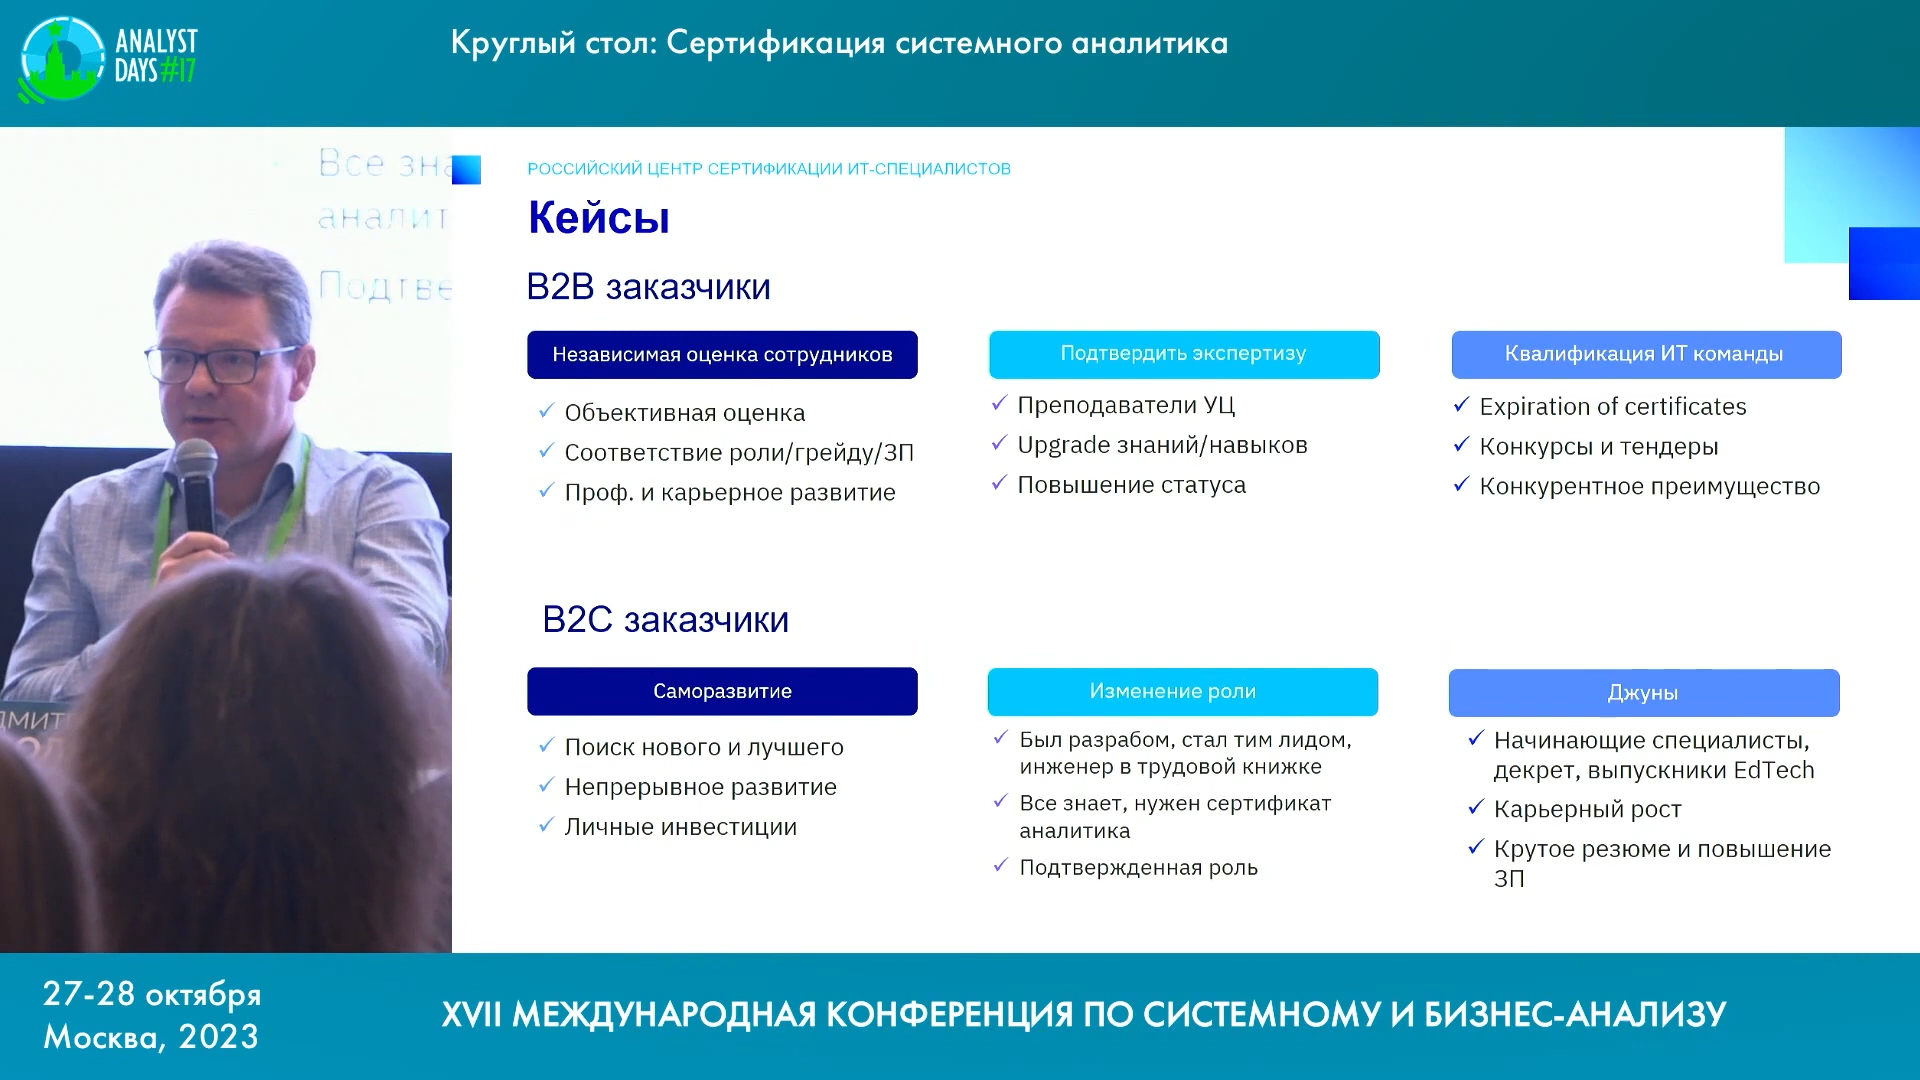 ANALYST
DAYS #17
Круглый стол: Сертификация системного аналитика
Все
аналит
Подтве
РОССИЙСКИЙ ЦЕНТР СЕРТИФИКАЦИИ ИТ-СПЕЦИАЛИСТОВ
Кейсы
B2B заказчики
Независимая оценка сотрудников
Объективная оценка
Соответствие роли/грейду/ЗП
Проф. и карьерное развитие
Подтвердить экспертизу
Преподаватели УЦ
Upgrade знаний/навыков
Повышение статуса
Квалификация ИТ команды
Expiration of certificates
Конкурсы и тендеры
Конкурентное преимущество
B2C заказчики
Саморазвитие
Поиск нового и лучшего
Непрерывное развитие
Личные инвестиции
Изменение роли
Был разрабом, стал тим лидом,
инженер в трудовой книжке
Все знает, нужен сертификат
аналитика
Подтвержденная роль
Джуны
Начинающие специалисты,
декрет, выпускники EdTech
Карьерный рост
Крутое резюме и повышение
ЗП
27-28 октября
Москва, 2023
XVII МЕЖДУНАРОДНАЯ КОНФЕРЕНЦИЯ ПО СИСТЕМНОМУ И БИЗНЕС-АНАЛИЗУ